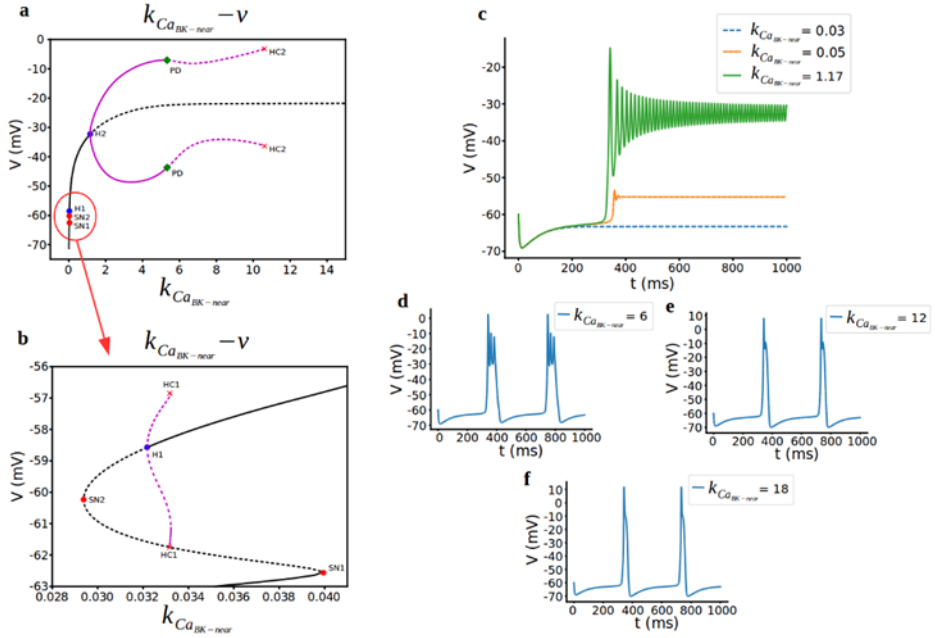 a
k_{Ca_{BK-near}} - v
V (mV)
0
-10
-20
-30
-40
-50
-60
-70
PD
HC2
H2
HC2
PD
H1
SN2
SN1
0 2 4 6 8 10 12 14
k_{Ca_{BK-near}}
b
k_{Ca_{BK-near}} - v
V (mV)
-56
-57
-58
-59
-60
-61
-62
-63
HC1
H1
SN2
HC1
SN1
0.028 0.030 0.032 0.034 0.036 0.038 0.040
k_{Ca_{BK-near}}
c
k_{Ca_{BK-near}} = 0.03
k_{Ca_{BK-near}} = 0.05
k_{Ca_{BK-near}} = 1.17
V (mV)
-20
-30
-40
-50
-60
-70
0 200 400 600 800 1000
t (ms)
d
k_{Ca_{BK-near}} = 6
V (mV)
0
-10
-20
-30
-40
-50
-60
-70
0 200 400 600 800 1000
t (ms)
e
k_{Ca_{BK-near}} = 12
V (mV)
10
0
-10
-20
-30
-40
-50
-60
-70
0 200 400 600 800 1000
t (ms)
f
k_{Ca_{BK-near}} = 18
V (mV)
10
0
-10
-20
-30
-40
-50
-60
-70
0 200 400 600 800 1000
t (ms)